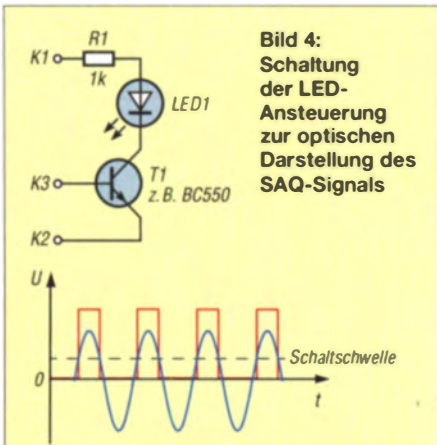 K1
R1
1k
LED1
K3
T1
z. B. BC550
K2
Bild 4:
Schaltung
der LED-
Ansteuerung
zur optischen
Darstellung des
SAQ-Signals
U
0
Schaltschwelle
t